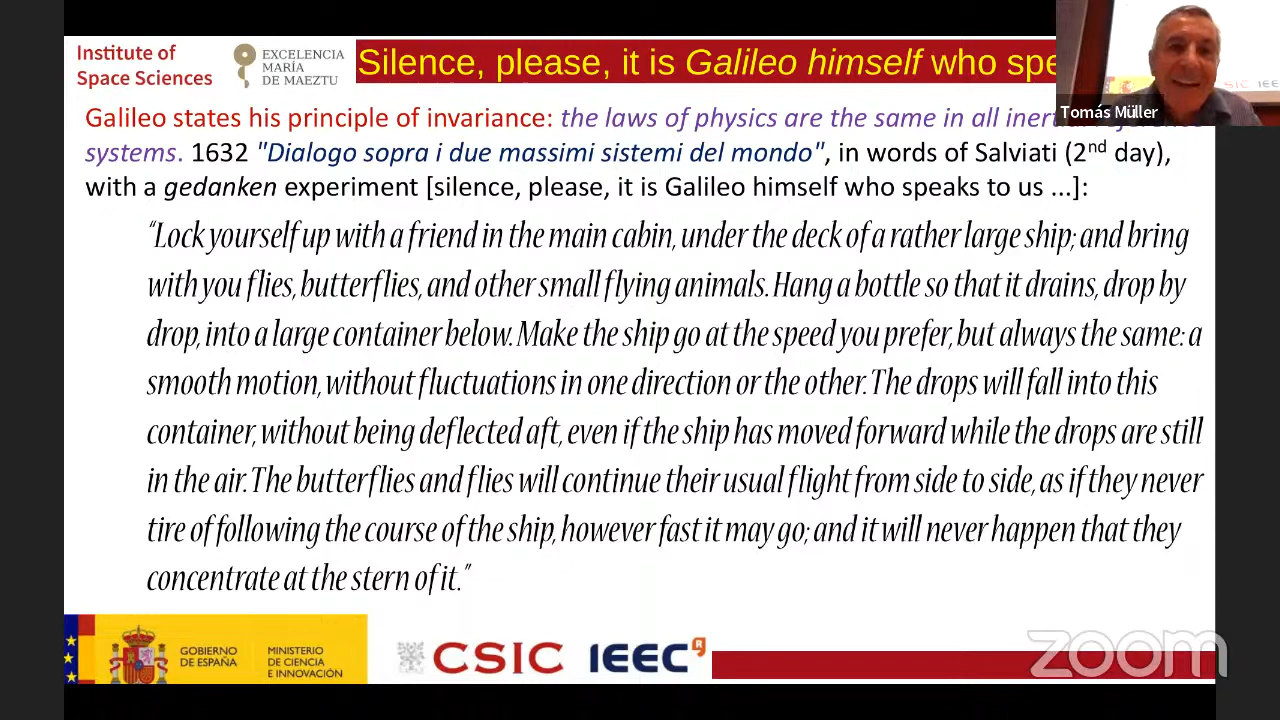 Institute of
Space Sciences
EXCELENCIA
MARÍA
DE MAEZTU
Silence, please, it is Galileo himself who spe
Tomás Müller
Galileo states his principle of invariance: the laws of physics are the same in all
systems. 1632 "Dialogo sopra i due massimi sistemi del mondo", in words of Salviati (2nd day),
with a gedanken experiment [silence, please, it is Galileo himself who speaks to us ...]:
“Lock yourself up with a friend in the main cabin, under the deck of a rather large ship; and bring
with you flies, butterflies, and other small flying animals. Hang a bottle so that it drains, drop by
drop, into a large container below. Make the ship go at the speed you prefer, but always the same: a
smooth motion, without fluctuations in one direction or the other. The drops will fall into this
container, without being deflected aft, even if the ship has moved forward while the drops are still
in the air. The butterflies and flies will continue their usual flight from side to side, as if they never
tire of following the course of the ship, however fast it may go; and it will never happen that they
concentrate at the stern of it.”
GOBIERNO
DE ESPAÑA
MINISTERIO
DE CIENCIA
E INNOVACIÓN
CSIC
IEEC
zoom